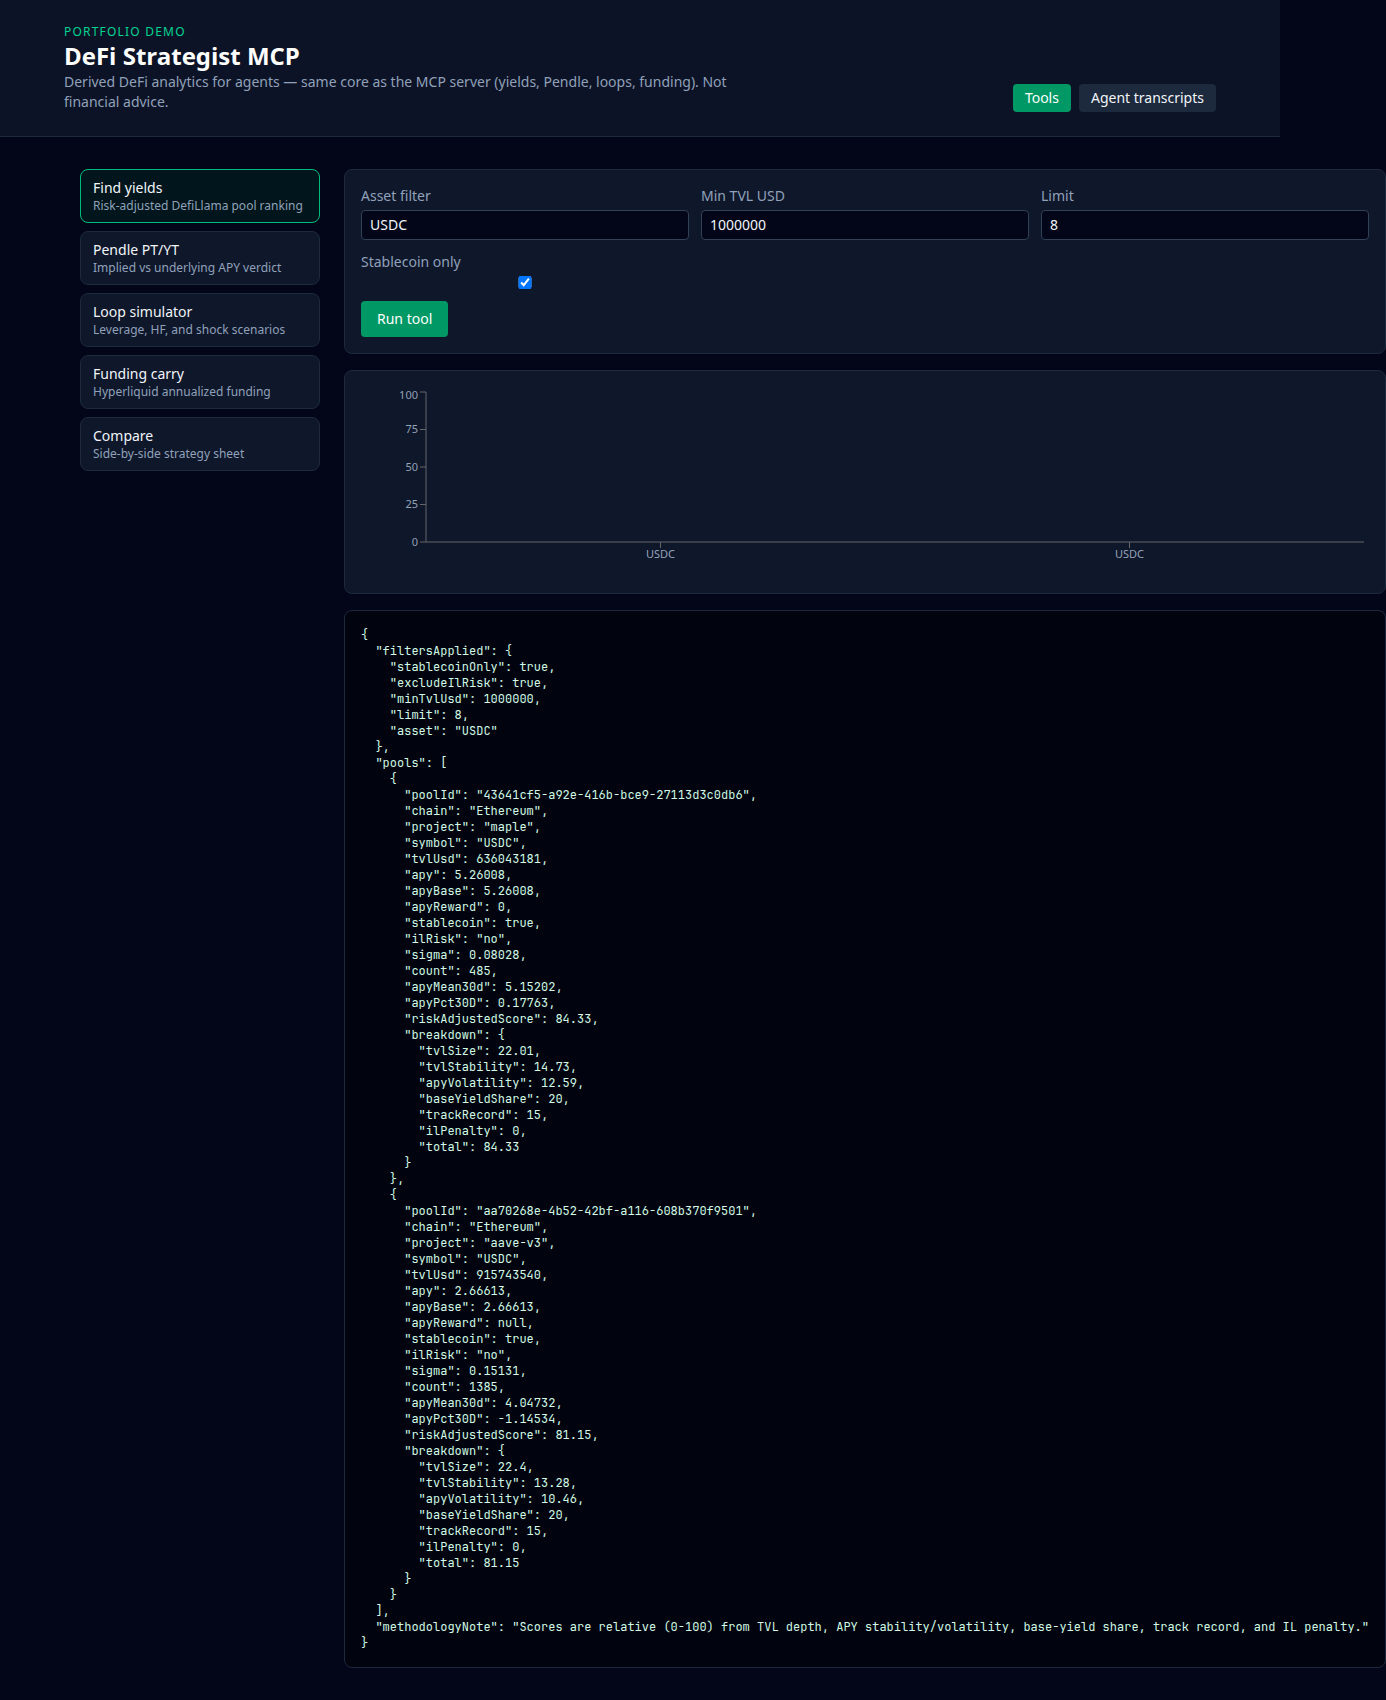 PORTFOLIO DEMO
DeFi Strategist MCP
Derived DeFi analytics for agents — same core as the MCP server (yields, Pendle, loops, funding). Not
financial advice.
Tools
Agent transcripts
Find yields
Risk-adjusted DefiLlama pool ranking
Pendle PT/YT
Implied vs underlying APY verdict
Loop simulator
Leverage, HF, and shock scenarios
Funding carry
Hyperliquid annualized funding
Compare
Side-by-side strategy sheet
Asset filter
USDC
Min TVL USD
1000000
Limit
8
Stablecoin only
Run tool
100
75
50
25
0
USDC
USDC
{
  "filtersApplied": {
    "stablecoinOnly": true,
    "excludeIlRisk": true,
    "minTvlUsd": 1000000,
    "limit": 8,
    "asset": "USDC"
  },
  "pools": [
    {
      "poolId": "43641cf5-a92e-416b-bce9-27113d3c0db6",
      "chain": "Ethereum",
      "project": "maple",
      "symbol": "USDC",
      "tvlUsd": 636043181,
      "apy": 5.26008,
      "apyBase": 5.26008,
      "apyReward": 0,
      "stablecoin": true,
      "ilRisk": "no",
      "sigma": 0.08028,
      "count": 485,
      "apyMean30d": 5.15202,
      "apyPct30D": 0.17763,
      "riskAdjustedScore": 84.33,
      "breakdown": {
        "tvlSize": 22.01,
        "tvlStability": 14.73,
        "apyVolatility": 12.59,
        "baseYieldShare": 20,
        "trackRecord": 15,
        "ilPenalty": 0,
        "total": 84.33
      }
    },
    {
      "poolId": "aa70268e-4b52-42bf-a116-608b370f9501",
      "chain": "Ethereum",
      "project": "aave-v3",
      "symbol": "USDC",
      "tvlUsd": 915743540,
      "apy": 2.66613,
      "apyBase": 2.66613,
      "apyReward": null,
      "stablecoin": true,
      "ilRisk": "no",
      "sigma": 0.15131,
      "count": 1385,
      "apyMean30d": 4.04732,
      "apyPct30D": -1.14534,
      "riskAdjustedScore": 81.15,
      "breakdown": {
        "tvlSize": 22.4,
        "tvlStability": 13.28,
        "apyVolatility": 10.46,
        "baseYieldShare": 20,
        "trackRecord": 15,
        "ilPenalty": 0,
        "total": 81.15
      }
    }
  ],
  "methodologyNote": "Scores are relative (0-100) from TVL depth, APY stability/volatility, base-yield share, track record, and IL penalty."
}